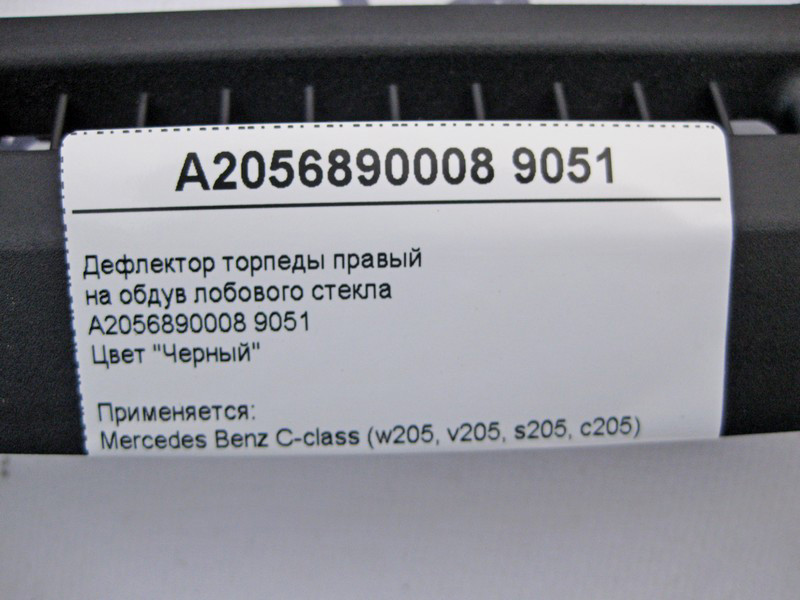 A2056890008 9051
Дефлектор торпеды правый
на обдув лобового стекла
A2056890008 9051
Цвет "Черный"
Применяется:
Mercedes Benz C-class (w205, v205, s205, c205)